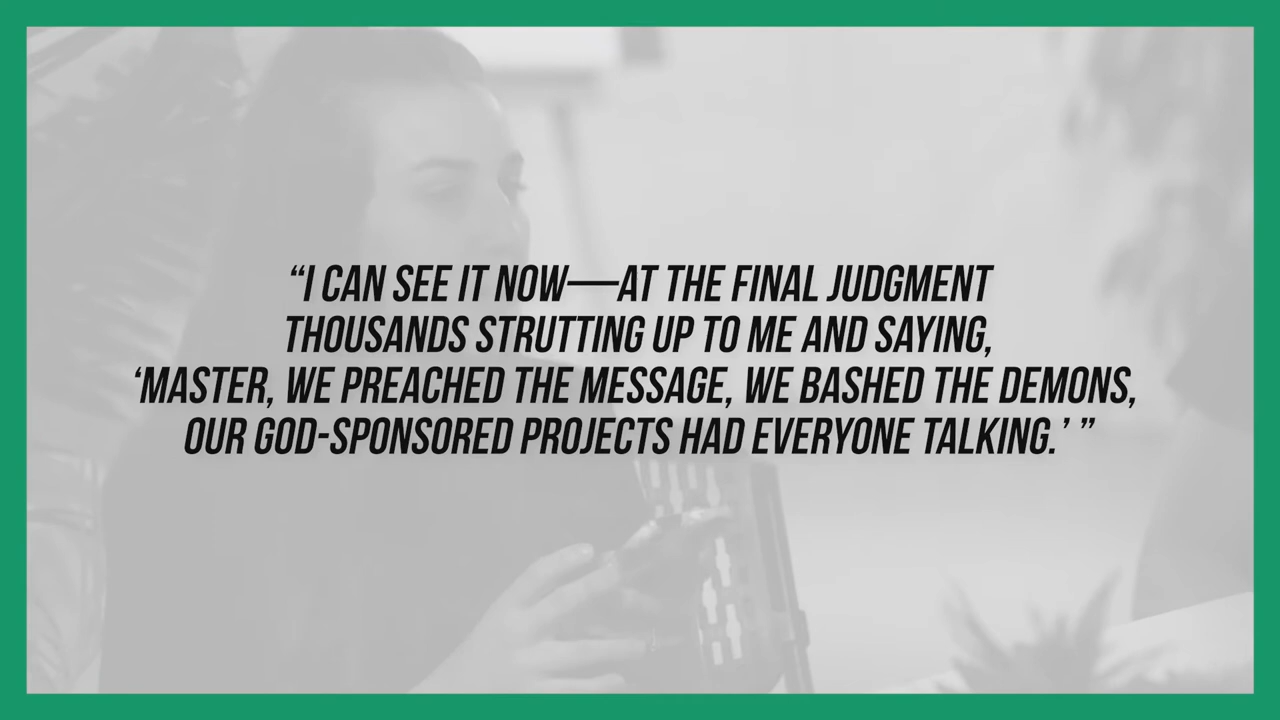 “I CAN SEE IT NOW—AT THE FINAL JUDGMENT
THOUSANDS STRUTTING UP TO ME AND SAYING,
‘MASTER, WE PREACHED THE MESSAGE, WE BASHED THE DEMONS,
OUR GOD-SPONSORED PROJECTS HAD EVERYONE TALKING.’ ”